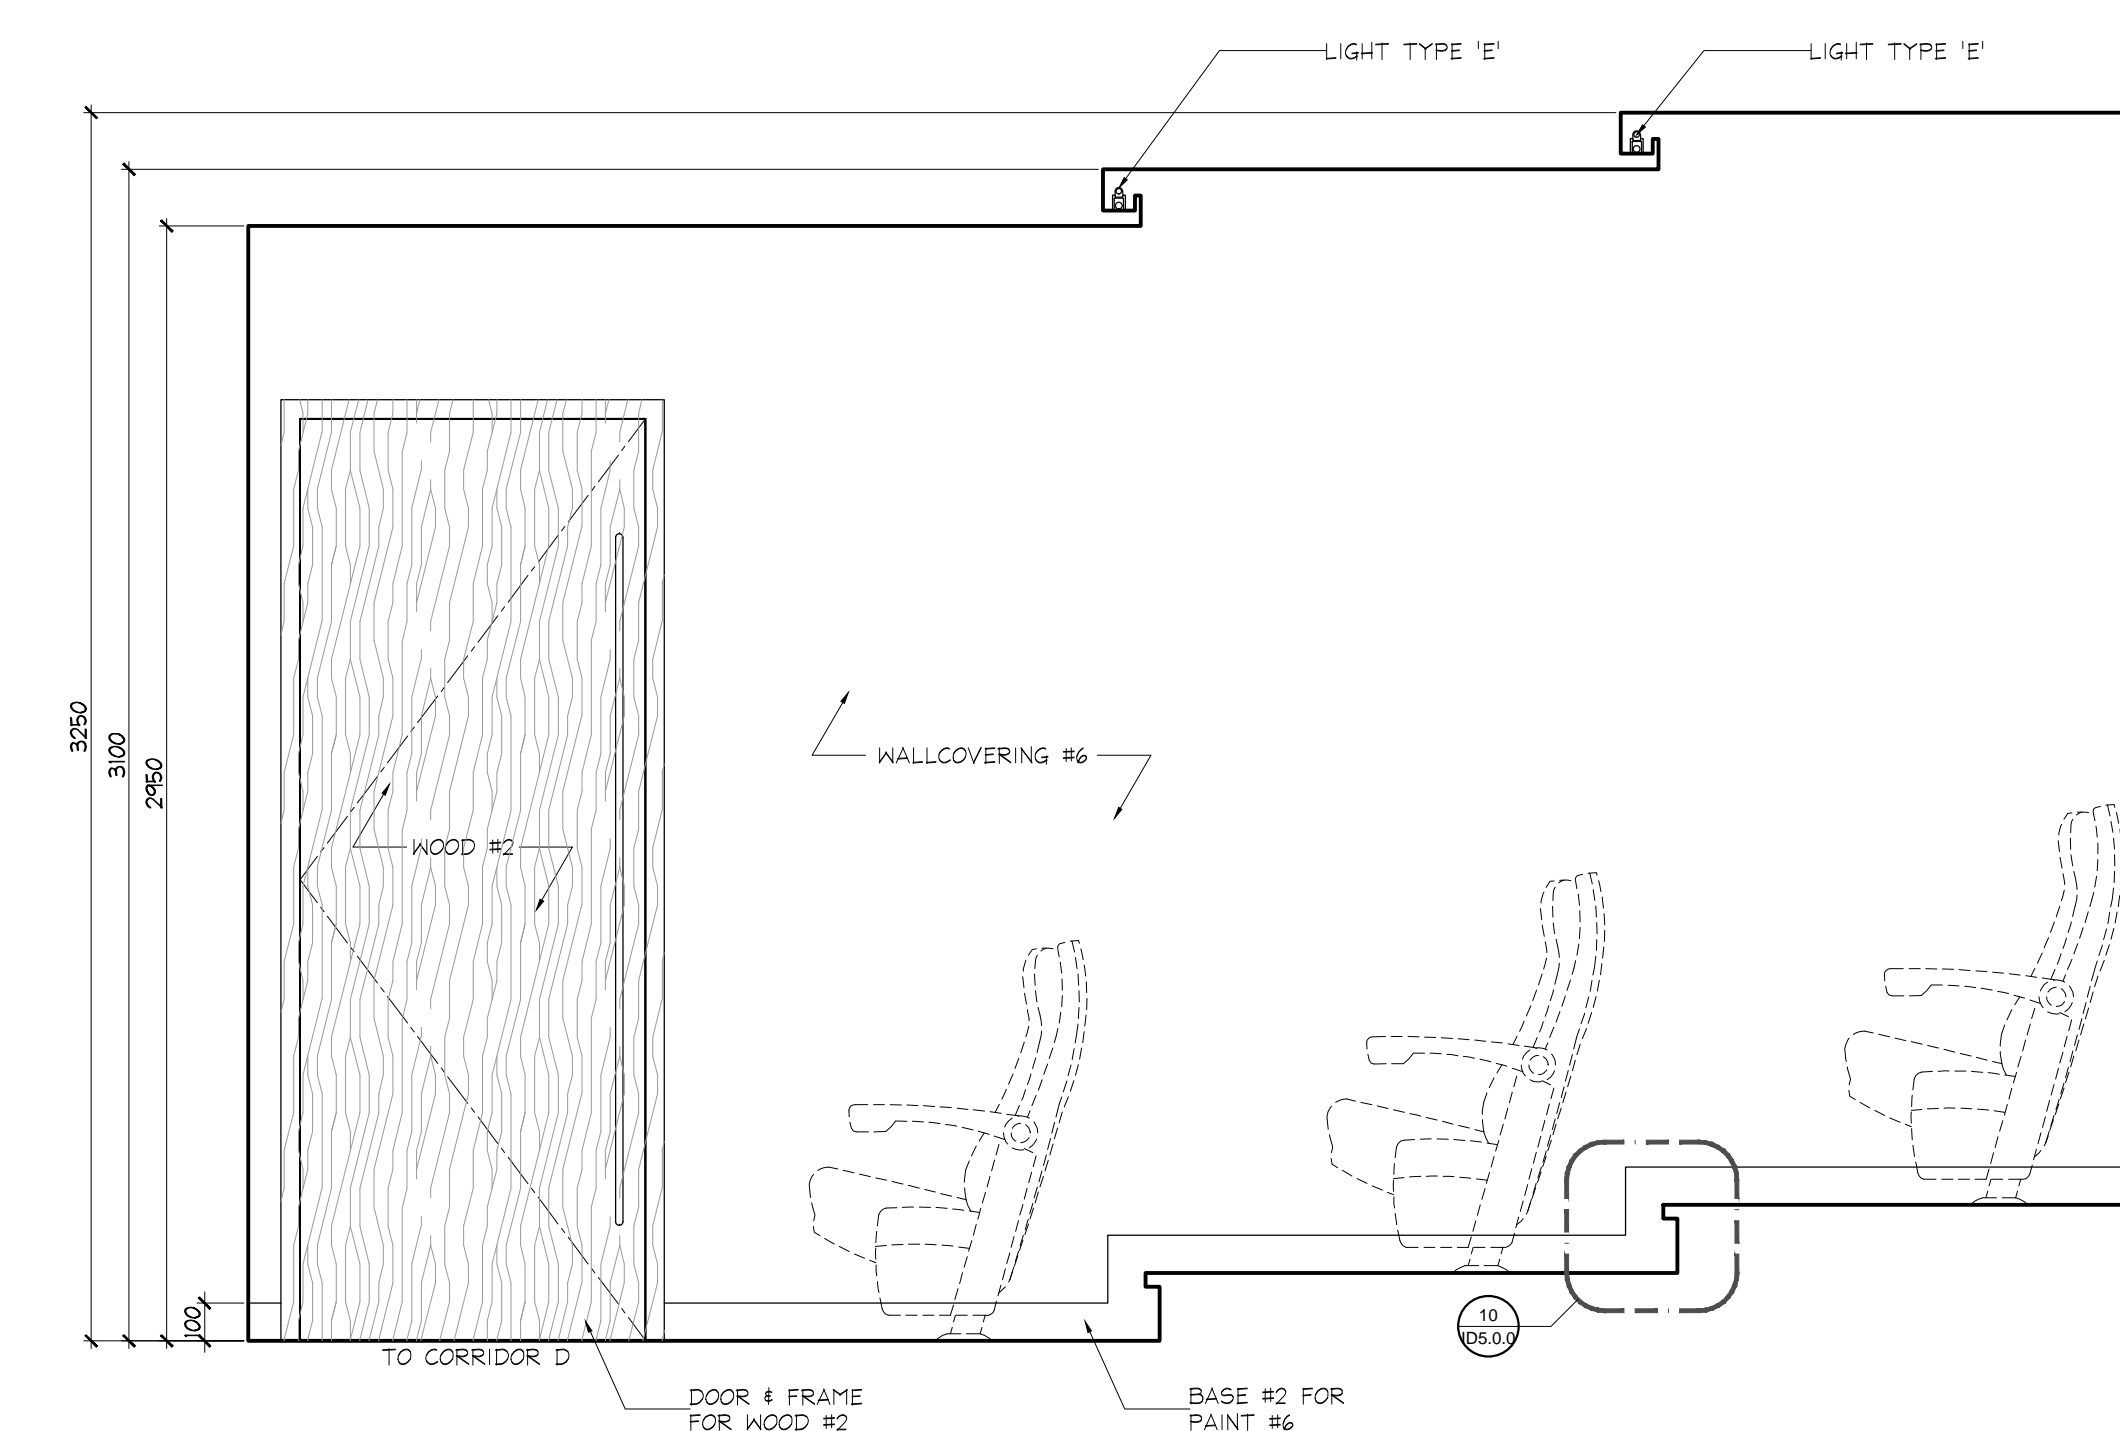 LIGHT TYPE 'E'
LIGHT TYPE 'E'
3250
3100
2950
WALLCOVERING #6
WOOD #2
100
TO CORRIDOR D
10
ID5.0.0
DOOR & FRAME
FOR WOOD #2
BASE #2 FOR
PAINT #6